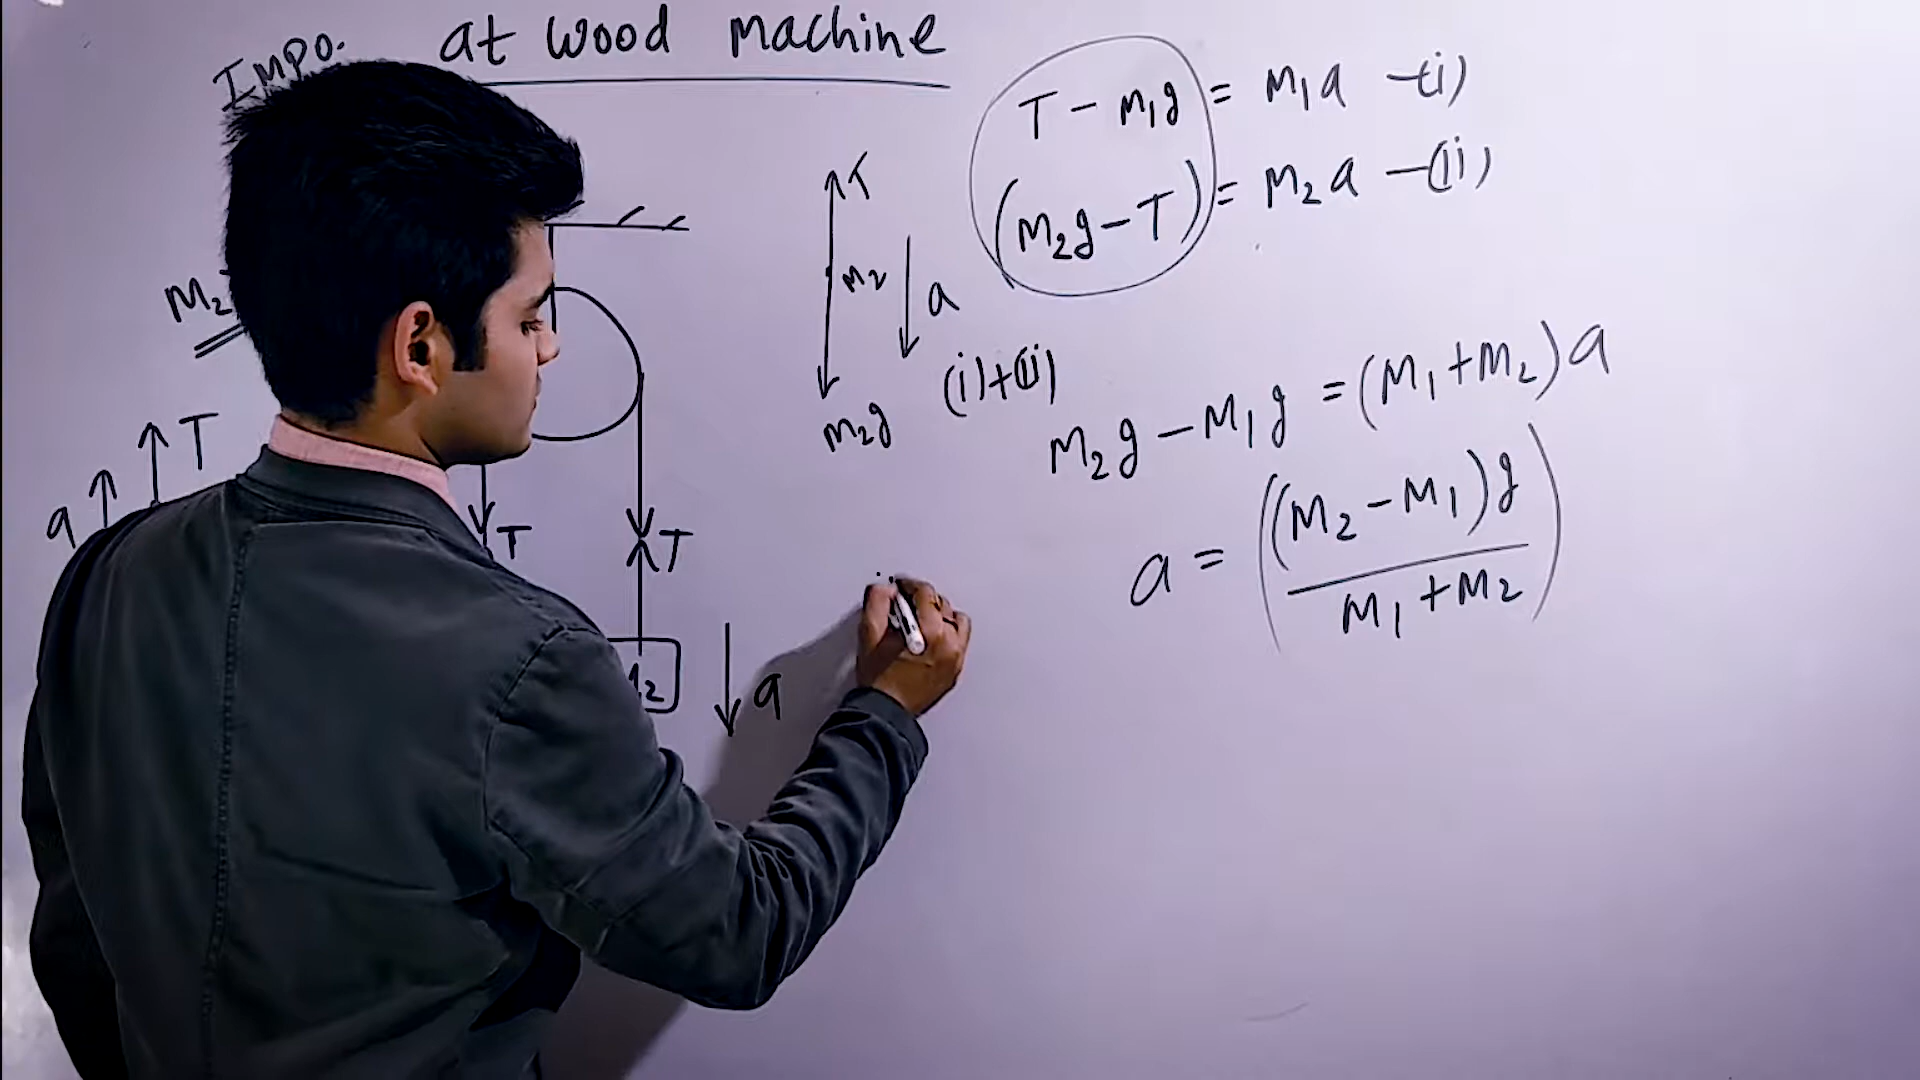 Impo. at wood machine
T - m₁g = m₁a -(i)
(m₂g - T) = m₂a -(ii)
T
m₂
a
m₂g
m₂
(i)+(ii)
m₂g - m₁g = (m₁+m₂)a
a = ((m₂-m₁)g / m₁+m₂)
T
a
T
T
a